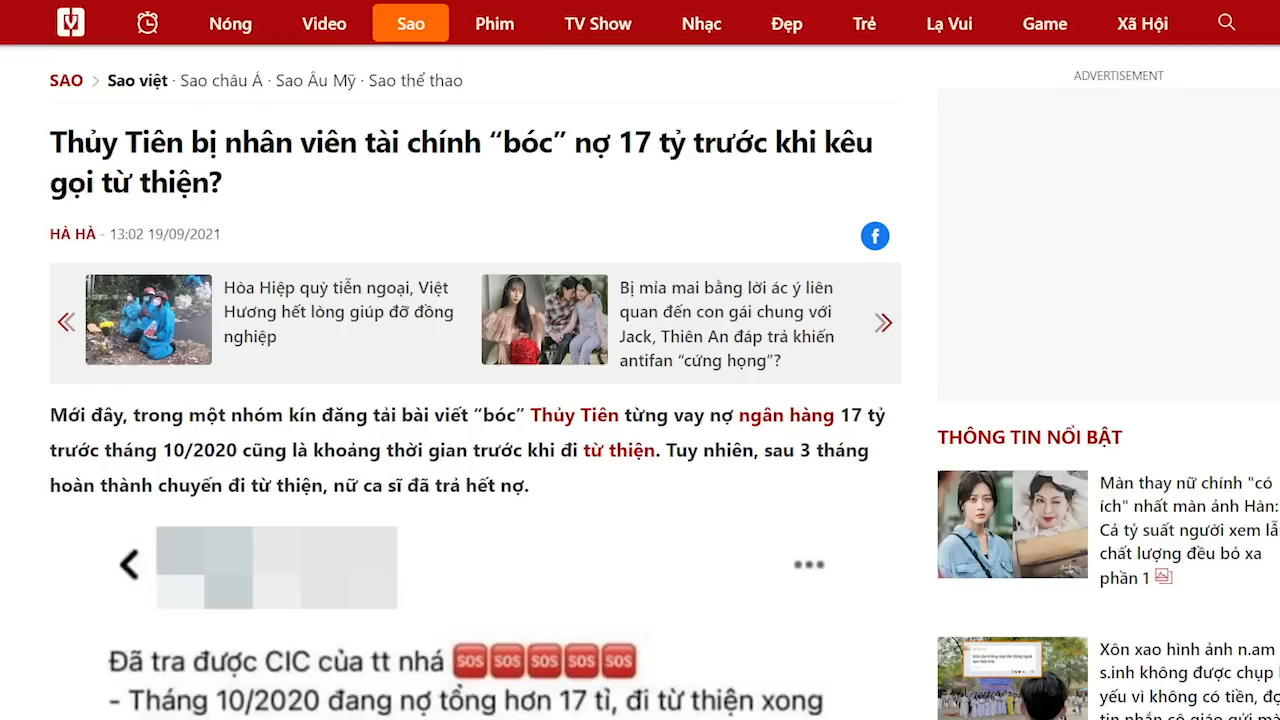 Nóng Video Sao Phim TV Show Nhạc Đẹp Trẻ Lạ Vui Game Xã Hội
SAO > Sao việt · Sao châu Á · Sao Âu Mỹ · Sao thể thao
Thủy Tiên bị nhân viên tài chính “bóc” nợ 17 tỷ trước khi kêu
gọi từ thiện?
HÀ HÀ - 13:02 19/09/2021
Hòa Hiệp quỳ tiễn ngoại, Việt
Hương hết lòng giúp đỡ đồng
nghiệp
Bị mỉa mai bằng lời ác ý liên
quan đến con gái chung với
Jack, Thiên An đáp trả khiến
antifan “cứng họng”?
Mới đây, trong một nhóm kín đăng tải bài viết “bóc” Thủy Tiên từng vay nợ ngân hàng 17 tỷ
trước tháng 10/2020 cũng là khoảng thời gian trước khi đi từ thiện. Tuy nhiên, sau 3 tháng
hoàn thành chuyến đi từ thiện, nữ ca sĩ đã trả hết nợ.
Đã tra được CIC của tt nhá SOS SOS SOS SOS SOS
- Tháng 10/2020 đang nợ tổng hơn 17 tỉ, đi từ thiện xong
ADVERTISEMENT
THÔNG TIN NỔI BẬT
Màn thay nữ chính "có
ích" nhất màn ảnh Hàn:
Cả tỷ suất người xem lẫ
chất lượng đều bỏ xa
phần 1
Xôn xao hình ảnh n.am
s.inh không được chụp
yếu vì không có tiền, đọ
tin nhắn cô giáo gửi mà